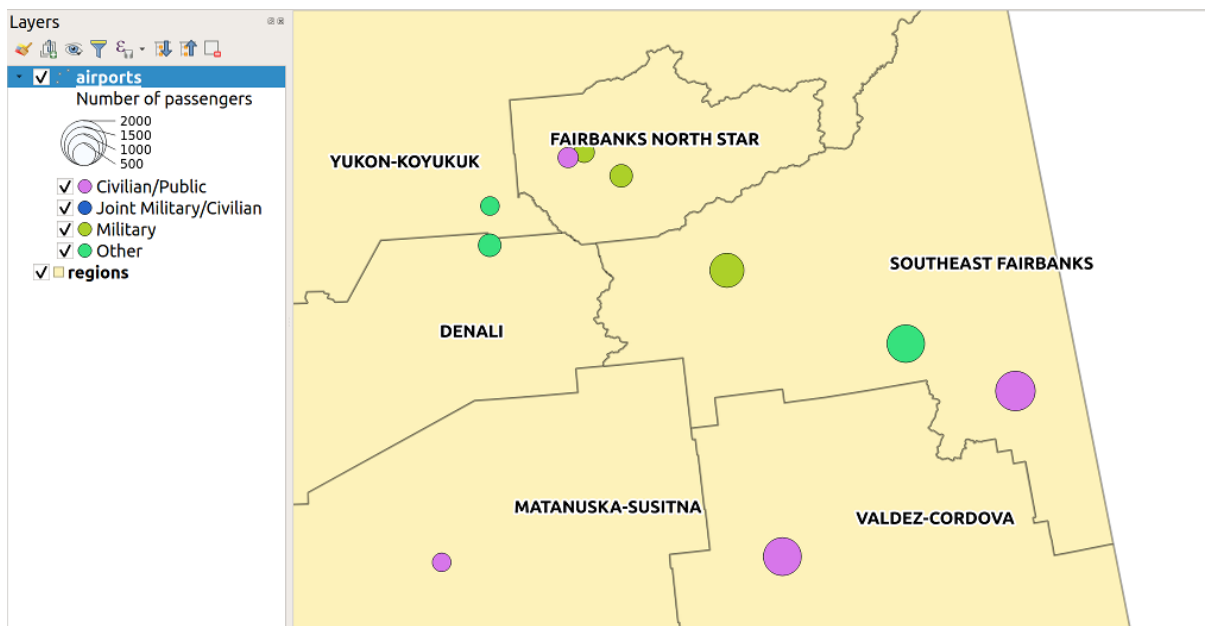 Layers
airports
Number of passengers
2000
1500
1000
500
Civilian/Public
Joint Military/Civilian
Military
Other
regions
FAIRBANKS NORTH STAR
YUKON-KOYUKUK
SOUTHEAST FAIRBANKS
DENALI
MATANUSKA-SUSITNA
VALDEZ-CORDOVA